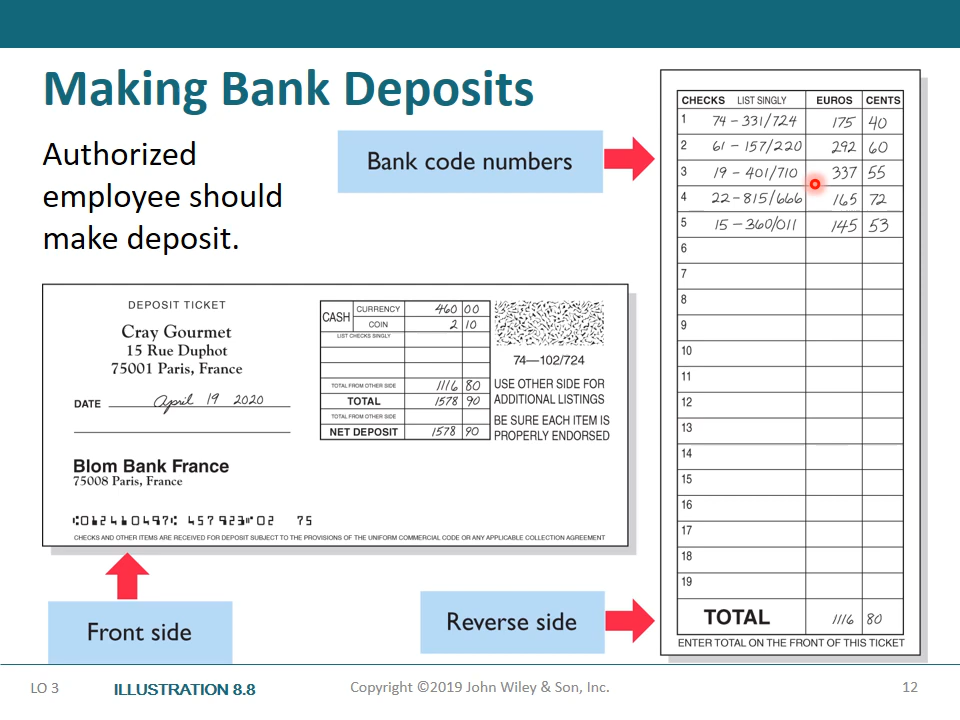 Making Bank Deposits
Authorized
employee should
make deposit.
Bank code numbers
DEPOSIT TICKET
Cray Gourmet
15 Rue Duphot
75001 Paris, France
DATE April 19 2020
Blom Bank France
75008 Paris, France
⑆012410497⑆ 457923⑈02 75
CHECKS AND OTHER ITEMS ARE RECEIVED FOR DEPOSIT SUBJECT TO THE PROVISIONS OF THE UNIFORM COMMERCIAL CODE OR ANY APPLICABLE COLLECTION AGREEMENT
CASH CURRENCY 460 00
COIN 2 10
LIST CHECKS SINGLY
TOTAL FROM OTHER SIDE 1116 80
TOTAL 1578 90
TOTAL FROM OTHER SIDE
NET DEPOSIT 1578 90
74—102/724
USE OTHER SIDE FOR
ADDITIONAL LISTINGS
BE SURE EACH ITEM IS
PROPERLY ENDORSED
Front side
CHECKS LIST SINGLY EUROS CENTS
1 74 – 331/724 175 40
2 61 – 157/220 292 60
3 19 – 401/710 337 55
4 22 – 815/666 165 72
5 15 – 360/011 145 53
6
7
8
9
10
11
12
13
14
15
16
17
18
19
TOTAL 1116 80
ENTER TOTAL ON THE FRONT OF THIS TICKET
Reverse side
LO 3
ILLUSTRATION 8.8
Copyright ©2019 John Wiley & Son, Inc.
12